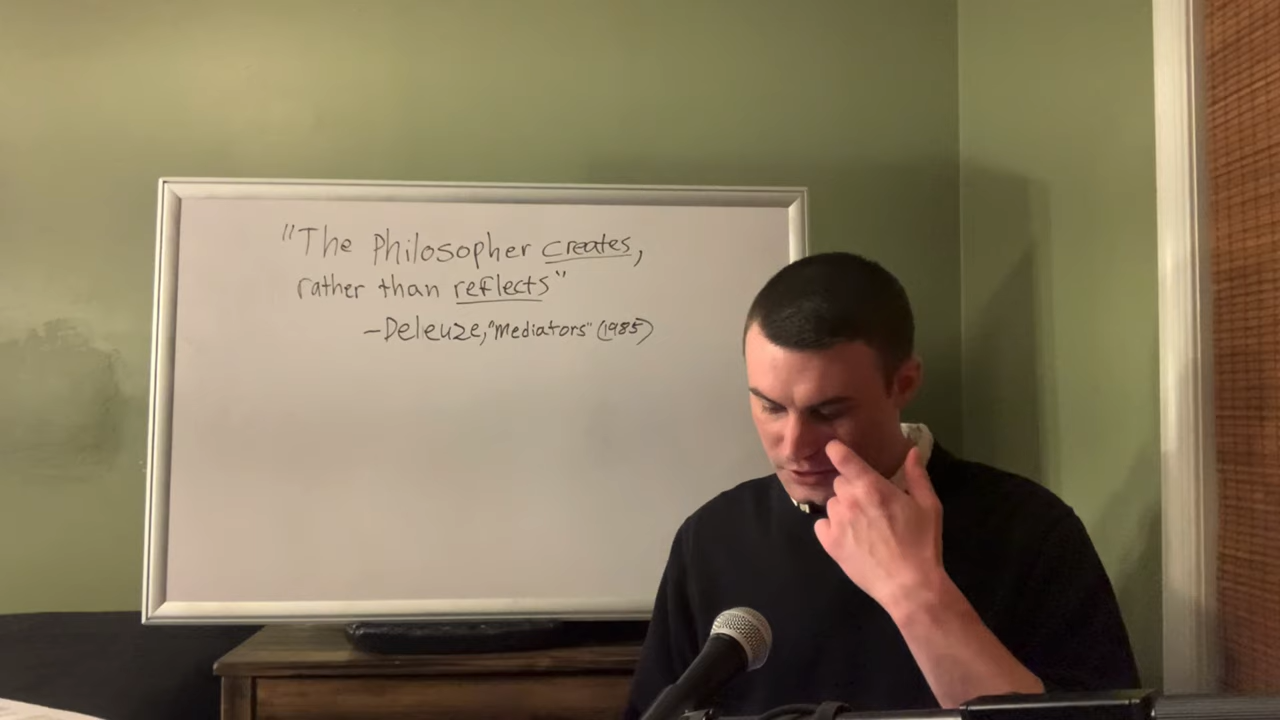 "The Philosopher creates,
rather than reflects"
-Deleuze, "Mediators" (1985)